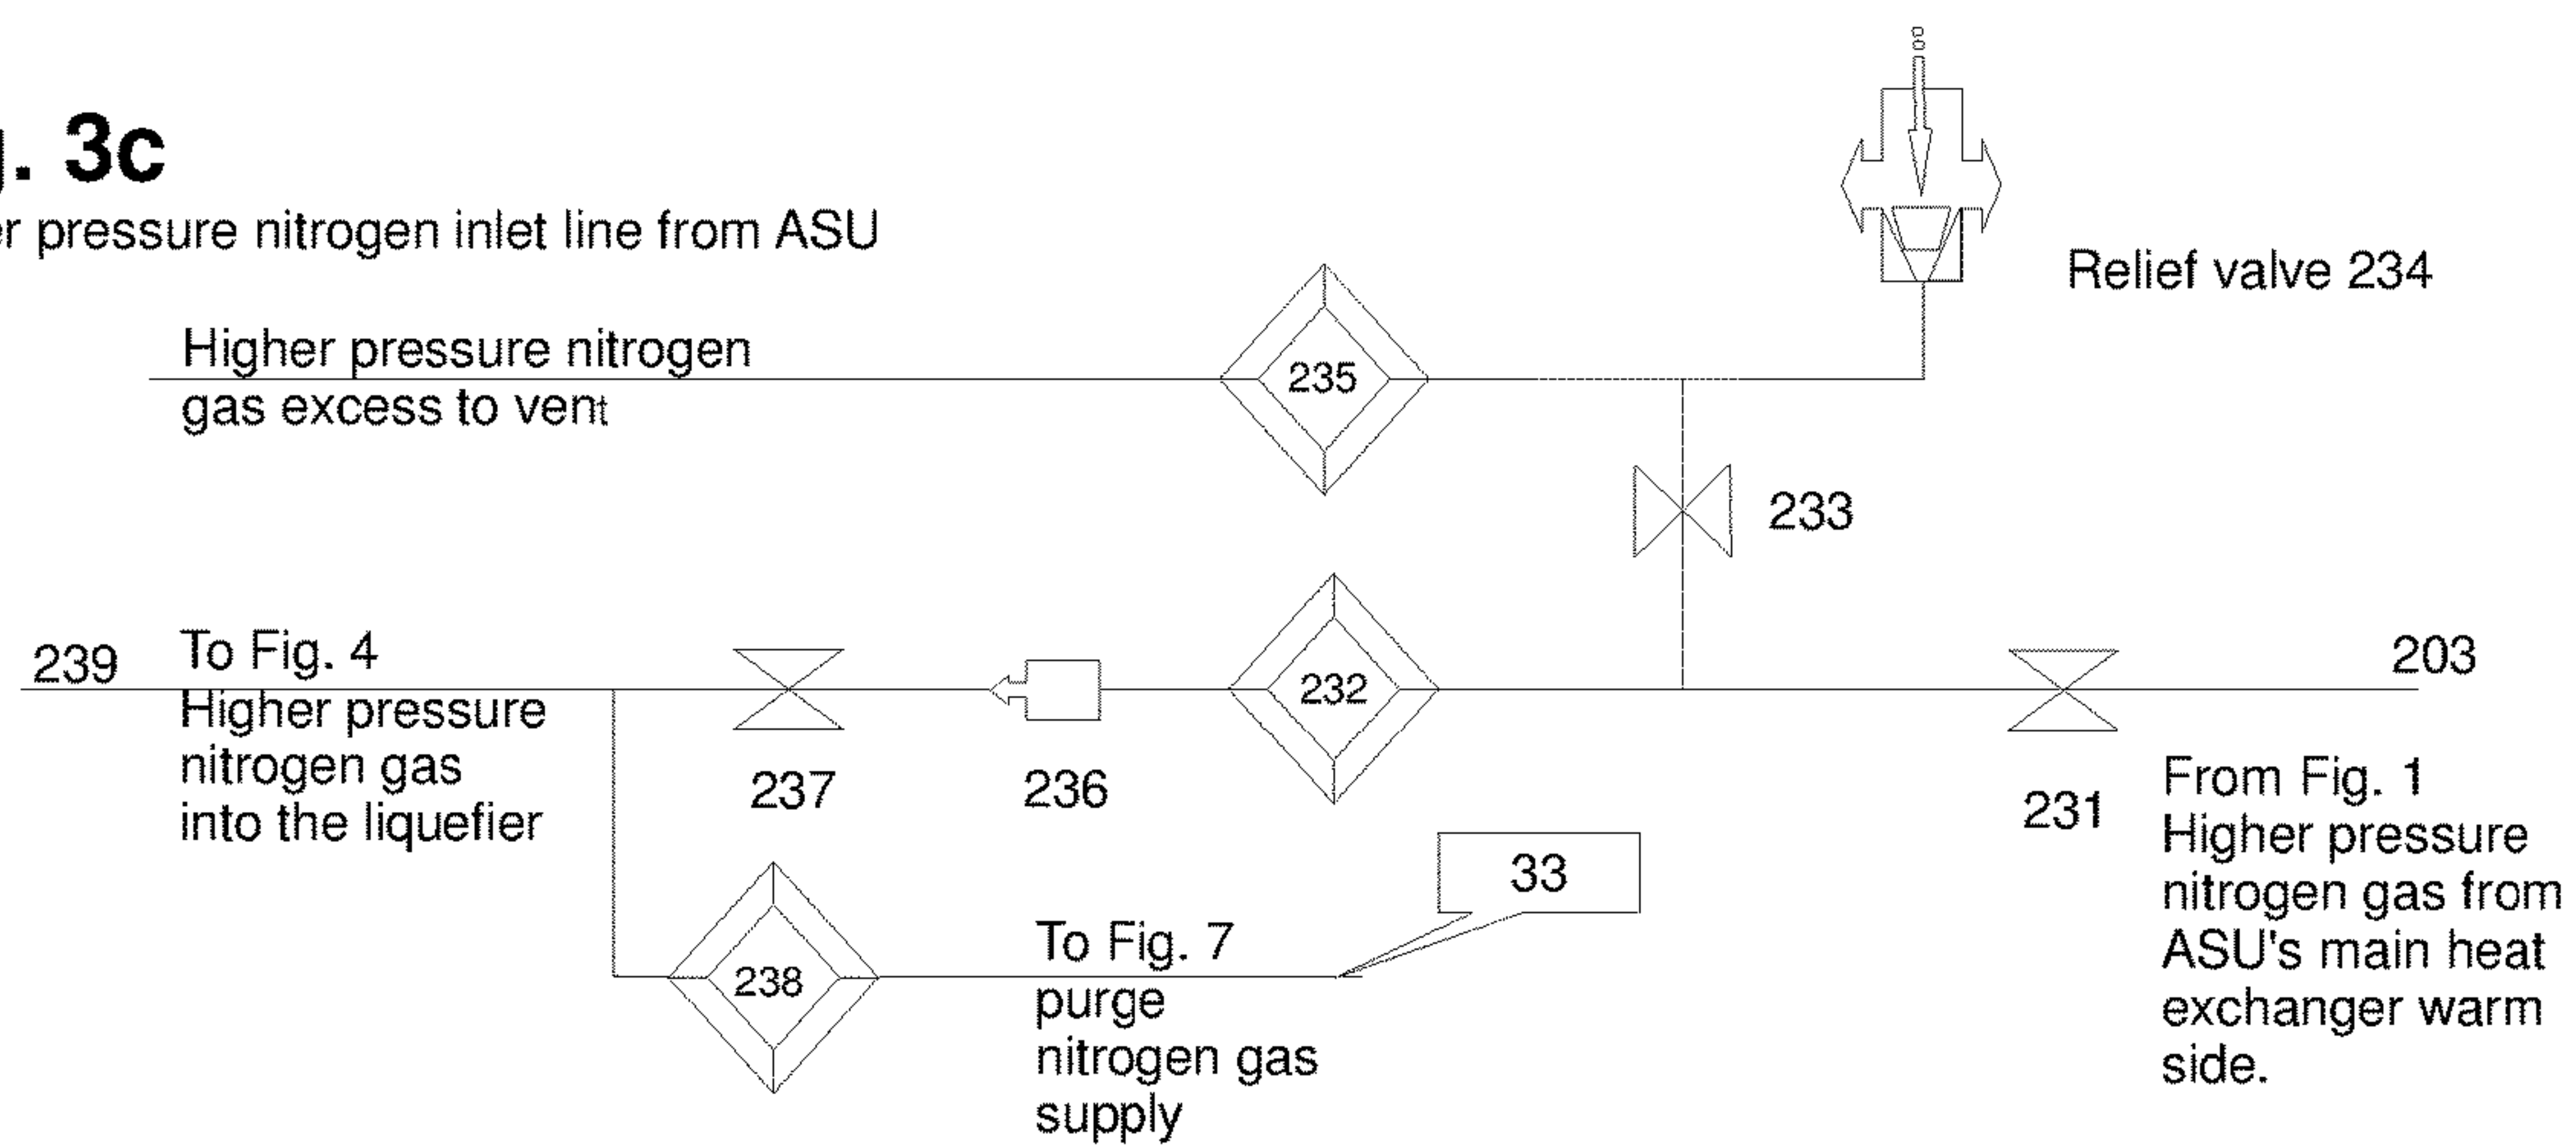 g. 3c
er pressure nitrogen inlet line from ASU
Relief valve 234
Higher pressure nitrogen
gas excess to vent
235
233
239
To Fig. 4
Higher pressure
nitrogen gas
into the liquefier
237
236
232
203
231
From Fig. 1
Higher pressure
nitrogen gas from
ASU's main heat
exchanger warm
side.
33
238
To Fig. 7
purge
nitrogen gas
supply